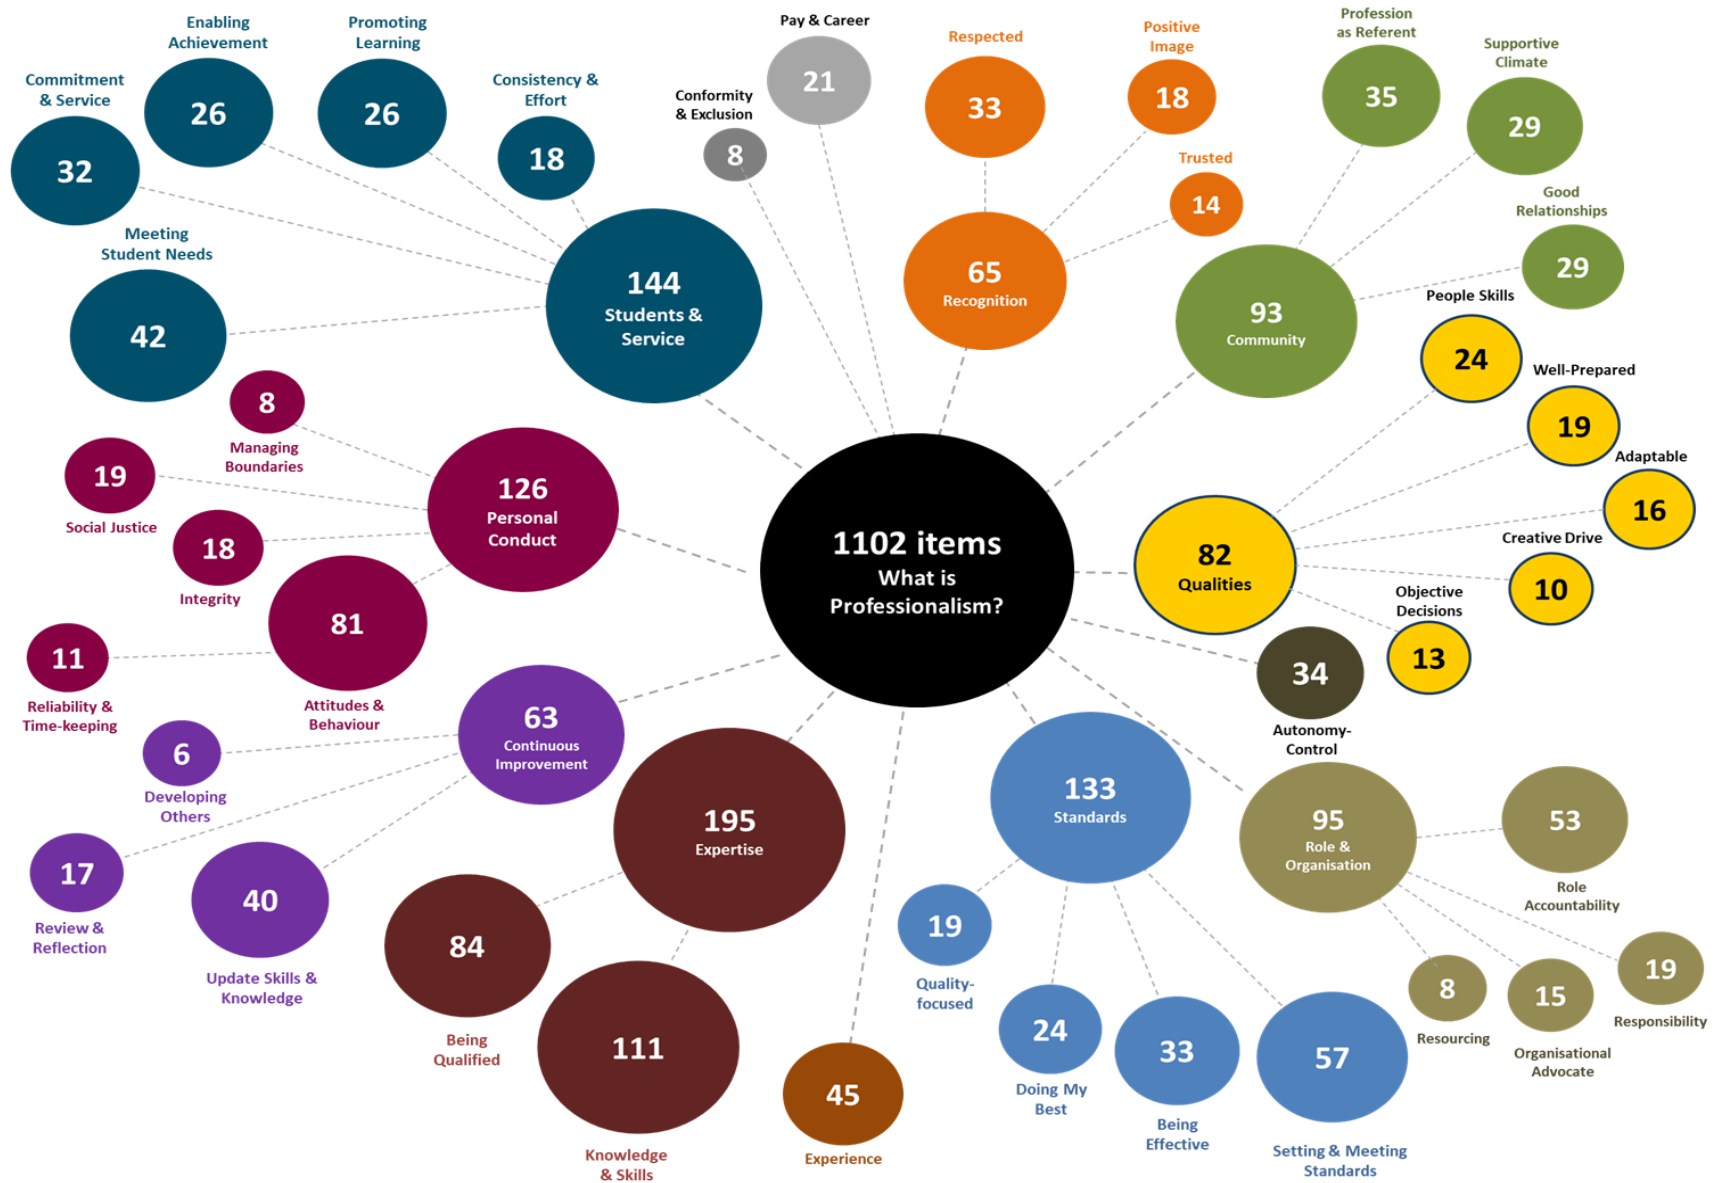 Enabling
Achievement
26
Promoting
Learning
26
Commitment
& Service
32
Consistency &
Effort
18
Meeting
Student Needs
42
144
Students &
Service
Conformity
& Exclusion
8
Pay & Career
21
Respected
33
Positive
Image
18
Trusted
14
65
Recognition
Profession
as Referent
35
Supportive
Climate
29
Good
Relationships
29
93
Community
People Skills
24
Well-Prepared
19
Adaptable
16
Creative Drive
10
Objective
Decisions
13
82
Qualities
8
Managing
Boundaries
19
Social Justice
18
Integrity
126
Personal
Conduct
81
Attitudes &
Behaviour
11
Reliability &
Time-keeping
1102 items
What is
Professionalism?
34
Autonomy-
Control
63
Continuous
Improvement
6
Developing
Others
17
Review &
Reflection
40
Update Skills &
Knowledge
195
Expertise
84
Being
Qualified
111
Knowledge
& Skills
45
Experience
133
Standards
19
Quality-
focused
24
Doing My
Best
33
Being
Effective
57
Setting & Meeting
Standards
95
Role &
Organisation
53
Role
Accountability
8
Resourcing
15
Organisational
Advocate
19
Responsibility